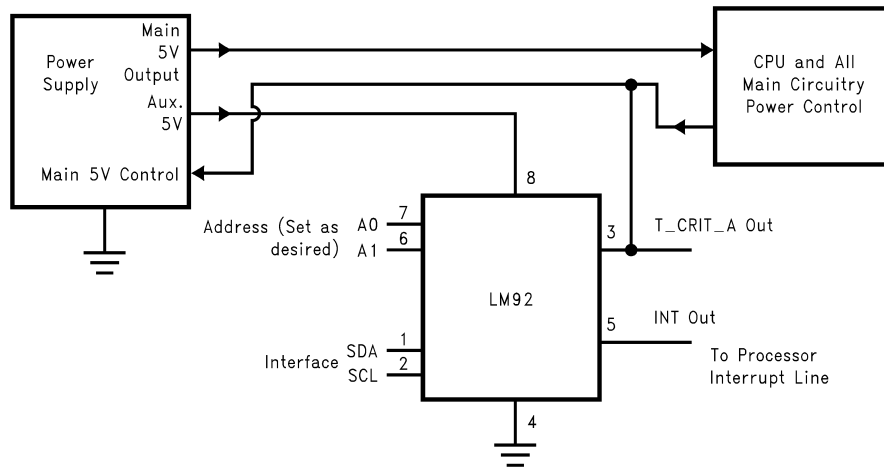 Main
5V
Output
Power
Supply
Aux.
5V
Main 5V Control
CPU and All
Main Circuitry
Power Control
8
Address (Set as
desired)
7
A0
6
A1
3
T_CRIT_A Out
LM92
5
INT Out
To Processor
Interrupt Line
Interface
1
SDA
2
SCL
4